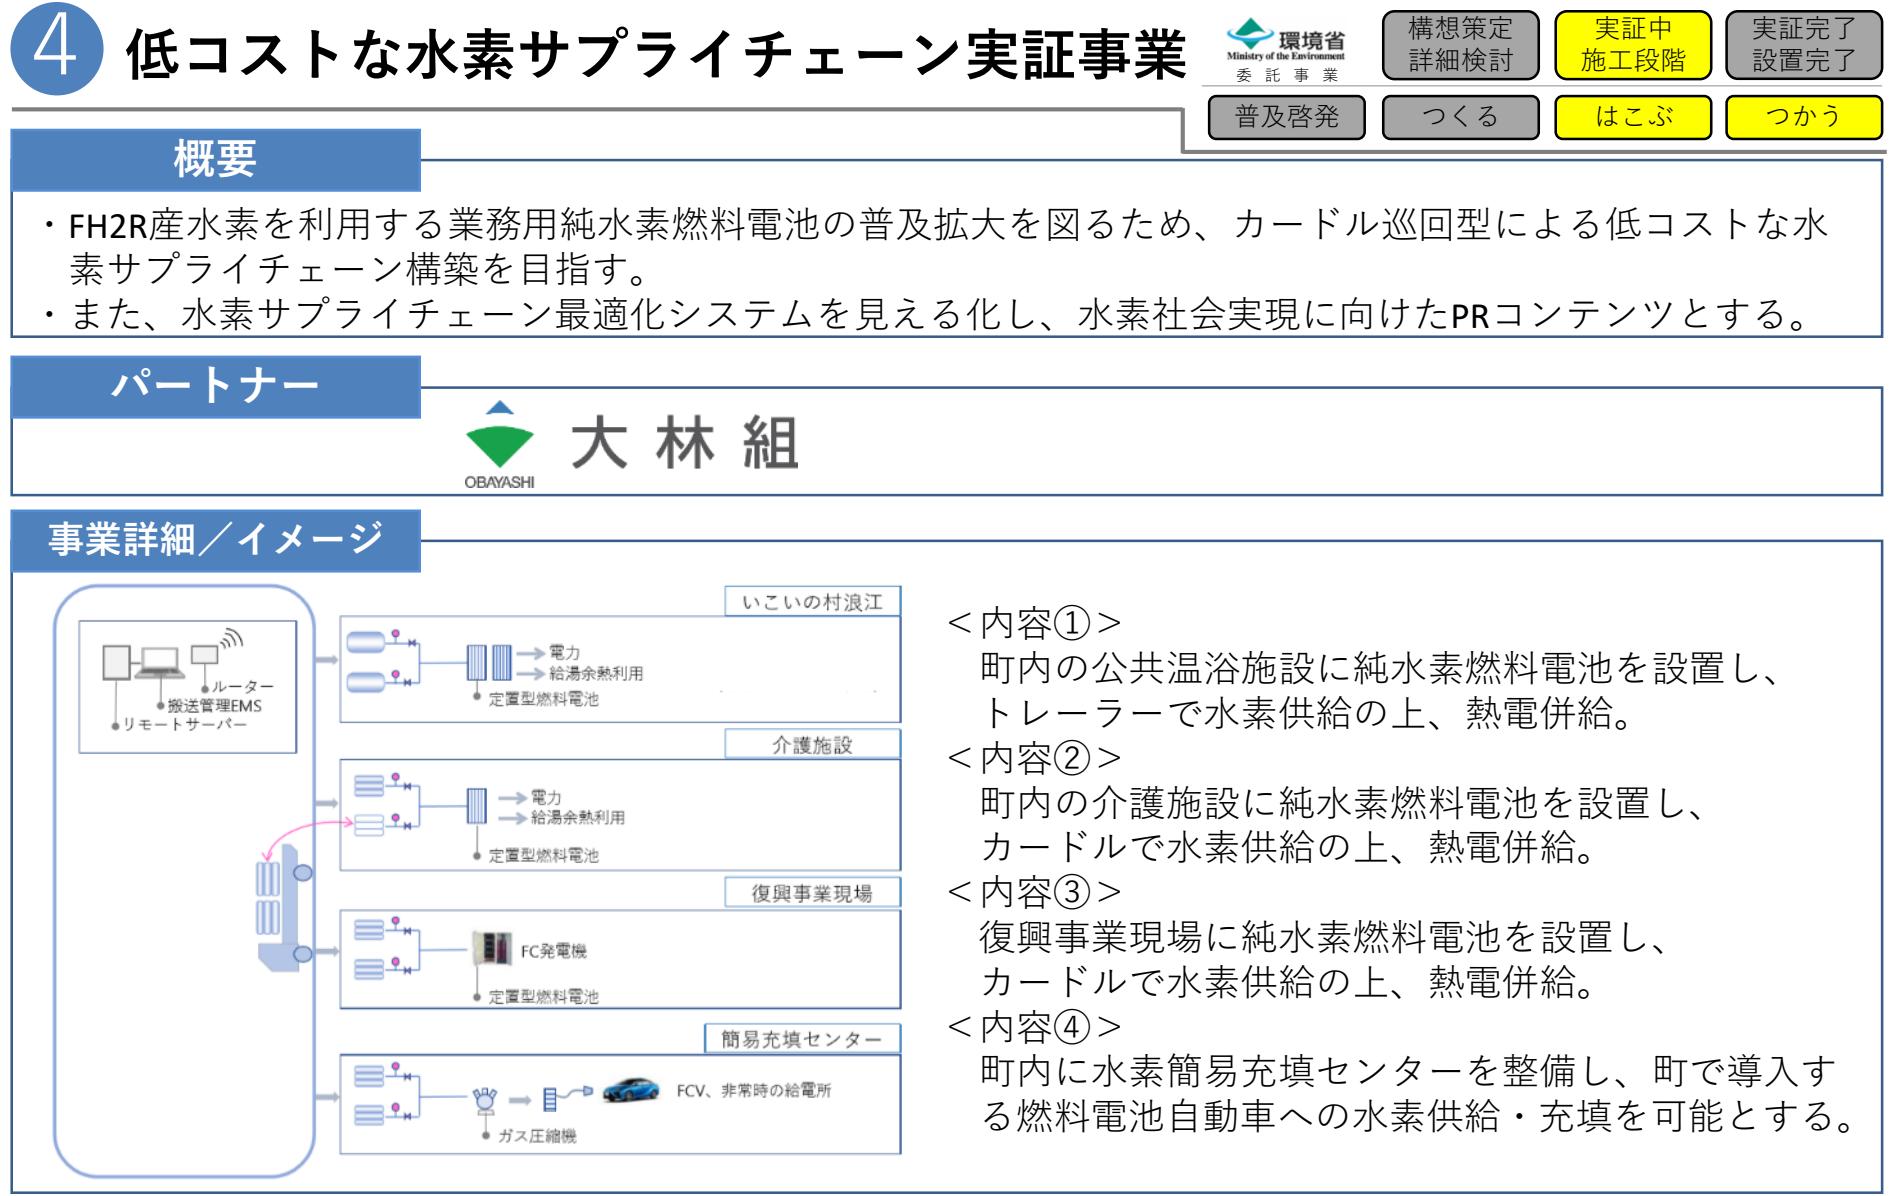 4
低コストな水素サプライチェーン実証事業
環境省
Ministry of the Environment
委託事業
構想策定
詳細検討
実証中
施工段階
実証完了
設置完了
普及啓発
つくる
はこぶ
つかう
概要
・FH2R産水素を利用する業務用純水素燃料電池の普及拡大を図るため、カードル巡回型による低コストな水
素サプライチェーン構築を目指す。
・また、水素サプライチェーン最適化システムを見える化し、水素社会実現に向けたPRコンテンツとする。
パートナー
OBAYASHI
大林組
事業詳細／イメージ
ルーター
搬送管理EMS
リモートサーバー
いこいの村浪江
電力
給湯余熱利用
定置型燃料電池
介護施設
電力
給湯余熱利用
定置型燃料電池
復興事業現場
FC発電機
定置型燃料電池
簡易充填センター
FCV、非常時の給電所
ガス圧縮機
＜内容①＞
町内の公共温浴施設に純水素燃料電池を設置し、
トレーラーで水素供給の上、熱電併給。
＜内容②＞
町内の介護施設に純水素燃料電池を設置し、
カードルで水素供給の上、熱電併給。
＜内容③＞
復興事業現場に純水素燃料電池を設置し、
カードルで水素供給の上、熱電併給。
＜内容④＞
町内に水素簡易充填センターを整備し、町で導入す
る燃料電池自動車への水素供給・充填を可能とする。